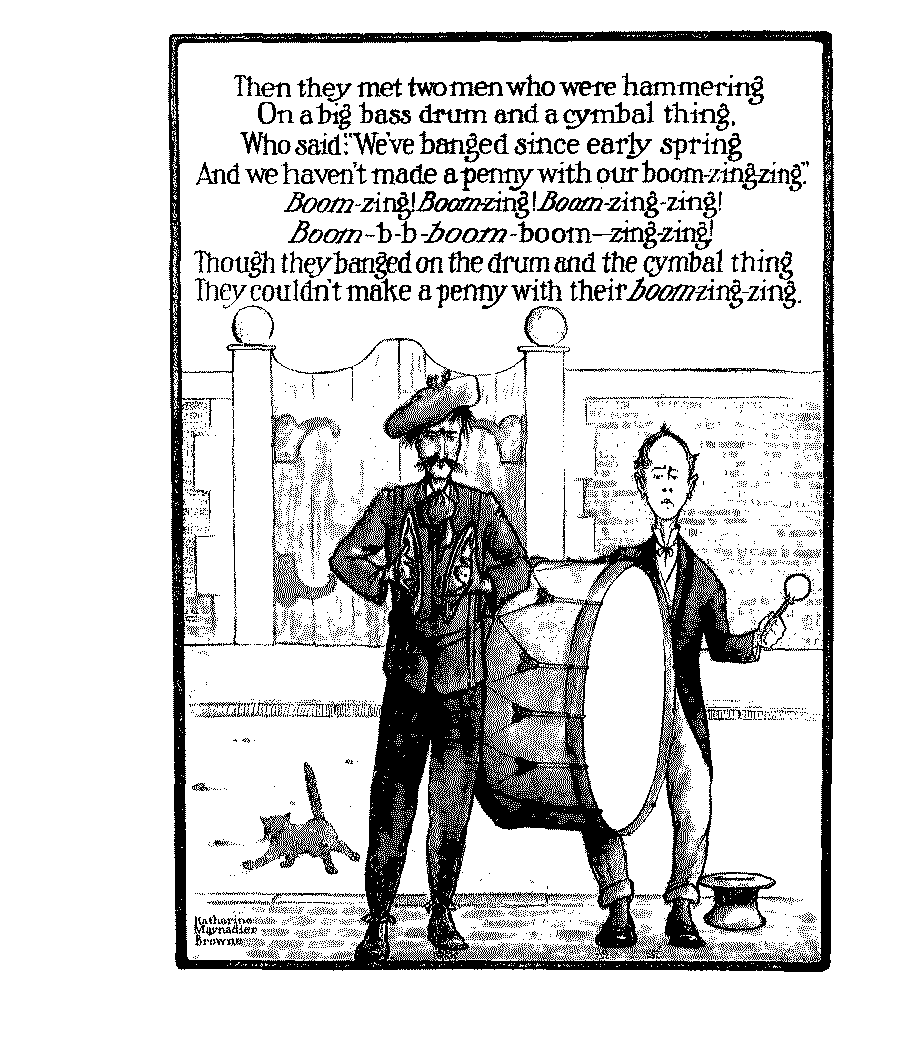 Then they met two men who were hammering
On a big bass drum and a cymbal thing,
Who said: "We've banged since early spring
And we haven't made a penny with our boom-zing-zing."
Boom-zing! Boom-zing! Boom-zing-zing!
Boom-b-b-boom-boom—zing-zing!
Though they banged on the drum and the cymbal thing
They couldn't make a penny with their boom-zing-zing.
Katharine
Maynadier
Browne